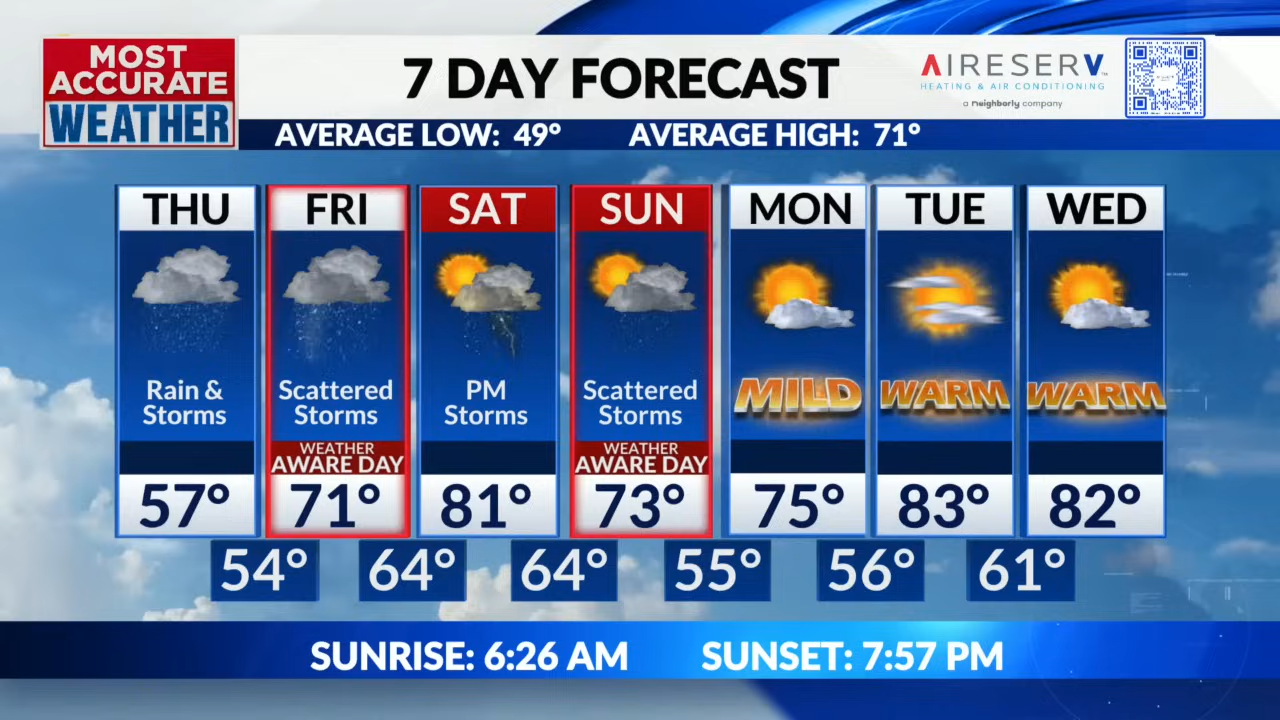 MOST
ACCURATE
WEATHER
7 DAY FORECAST
AIRESERV™
HEATING & AIR CONDITIONING
a neighborly company
AVERAGE LOW: 49° AVERAGE HIGH: 71°
THU FRI SAT SUN MON TUE WED
Rain & Storms
Scattered Storms
PM Storms
Scattered Storms
MILD
WARM
WARM
WEATHER AWARE DAY
WEATHER AWARE DAY
57° 71° 81° 73° 75° 83° 82°
54° 64° 64° 55° 56° 61°
SUNRISE: 6:26 AM SUNSET: 7:57 PM